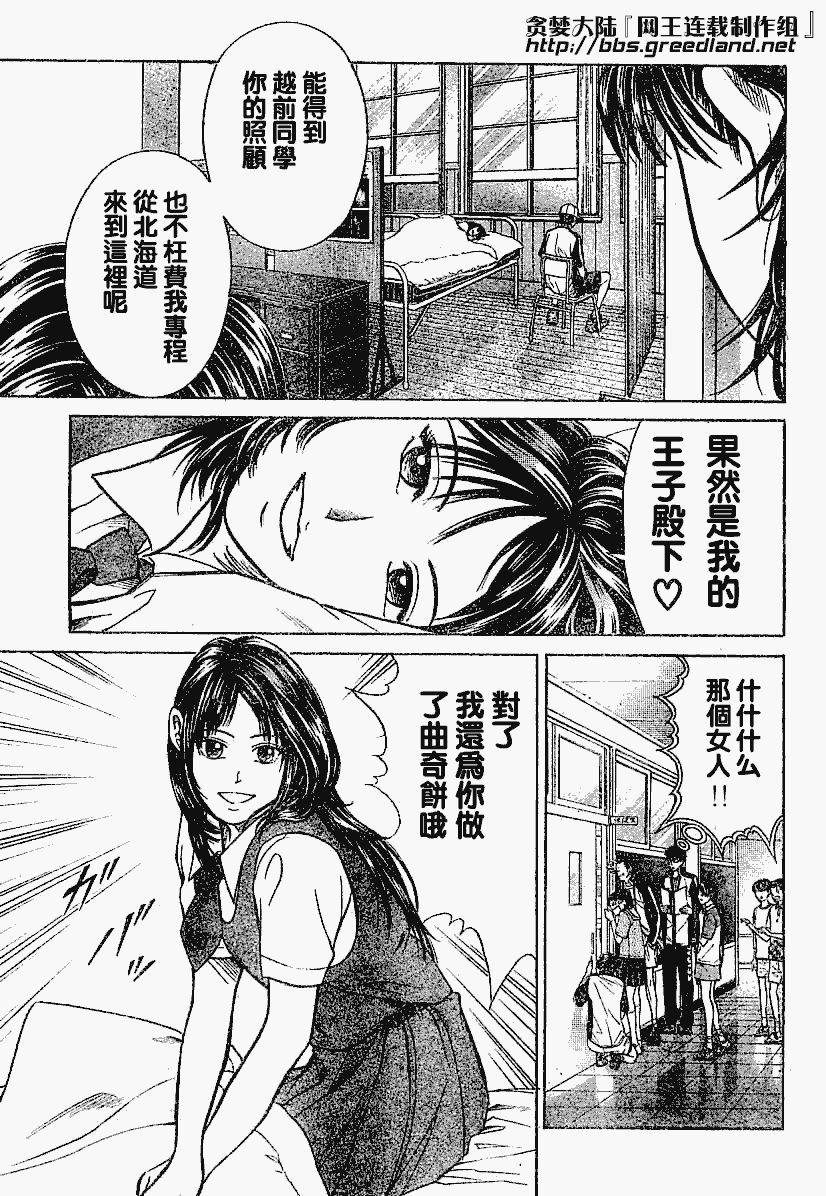 贪婪大陆『网王连载制作组』
http://bbs.greedland.net
能得到
越前同學
你的照顧
也不枉費我專程
從北海道
來到這裡呢
果然是我的
王子殿下♡
什什什么
那個女人!!
對了
我還為你做
了曲奇餅哦
ガバッ